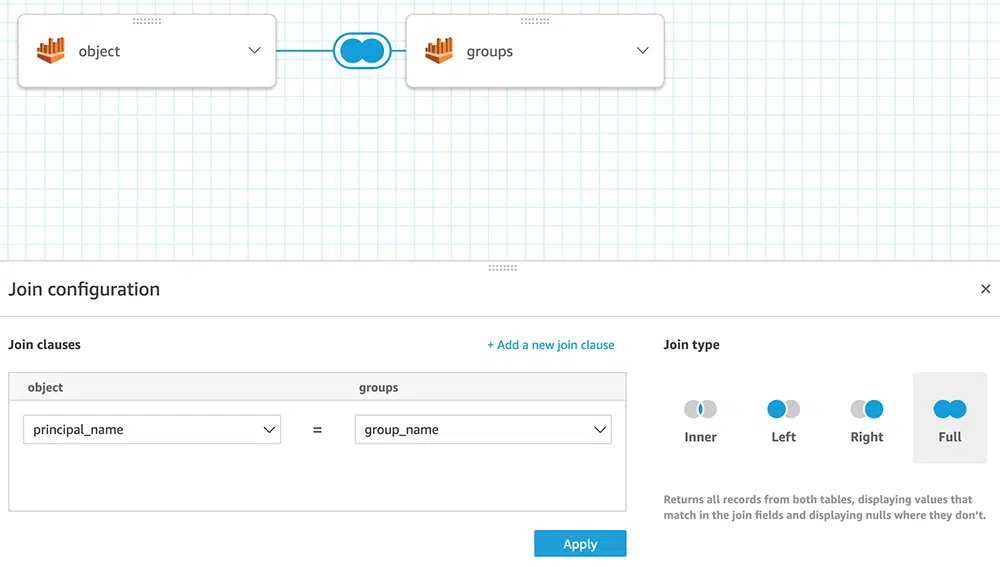 object
groups
Join configuration
Join clauses
+ Add a new join clause
object
groups
principal_name
=
group_name
Apply
Join type
Inner
Left
Right
Full
Returns all records from both tables, displaying values that
match in the join fields and displaying nulls where they don't.